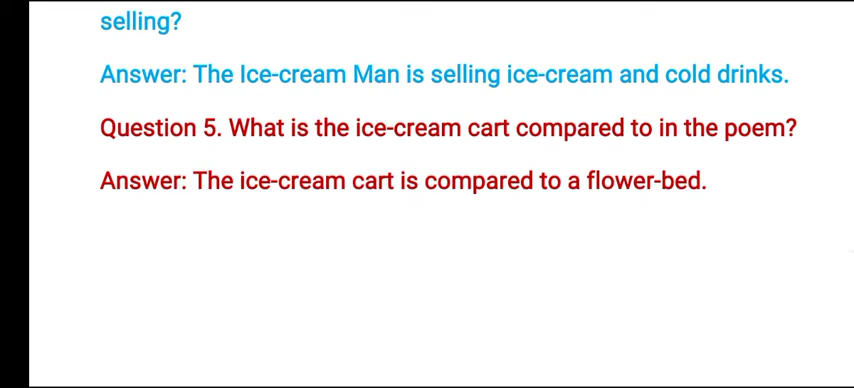 selling?
Answer: The Ice-cream Man is selling ice-cream and cold drinks.
Question 5. What is the ice-cream cart compared to in the poem?
Answer: The ice-cream cart is compared to a flower-bed.